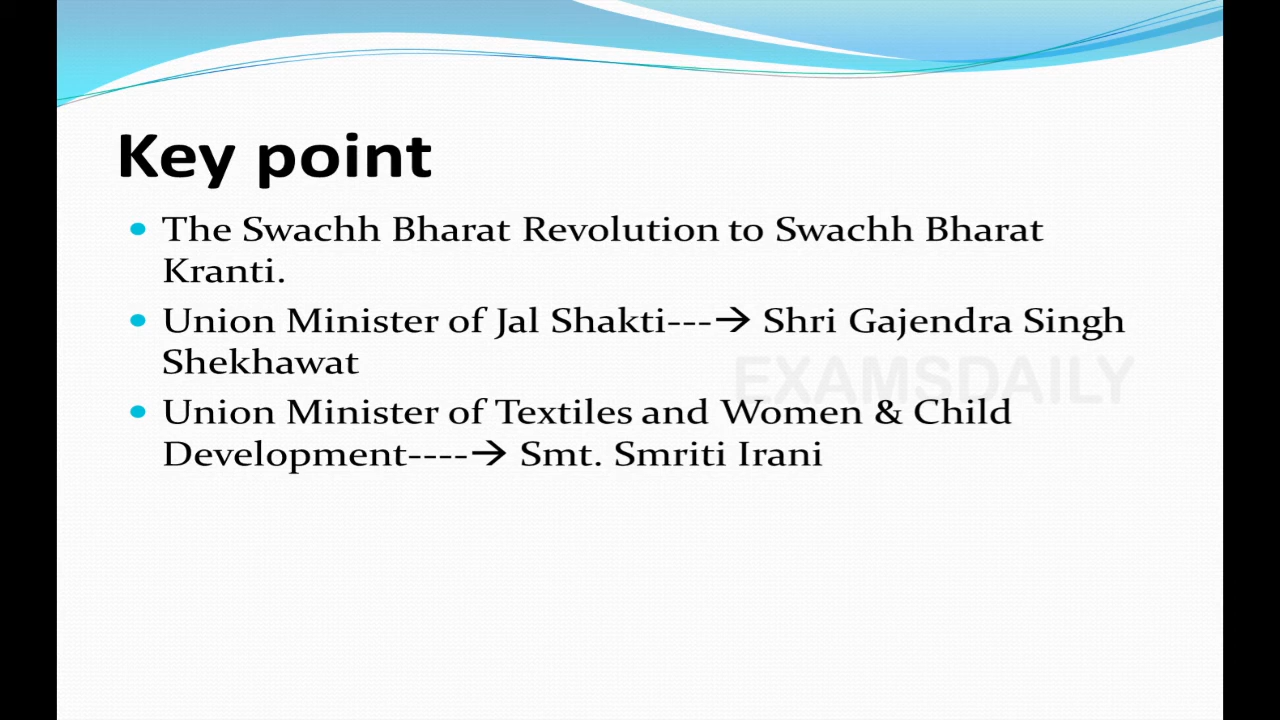 Key point
• The Swachh Bharat Revolution to Swachh Bharat
Kranti.
• Union Minister of Jal Shakti---→ Shri Gajendra Singh
Shekhawat
EXAMSDAILY
• Union Minister of Textiles and Women & Child
Development----→ Smt. Smriti Irani